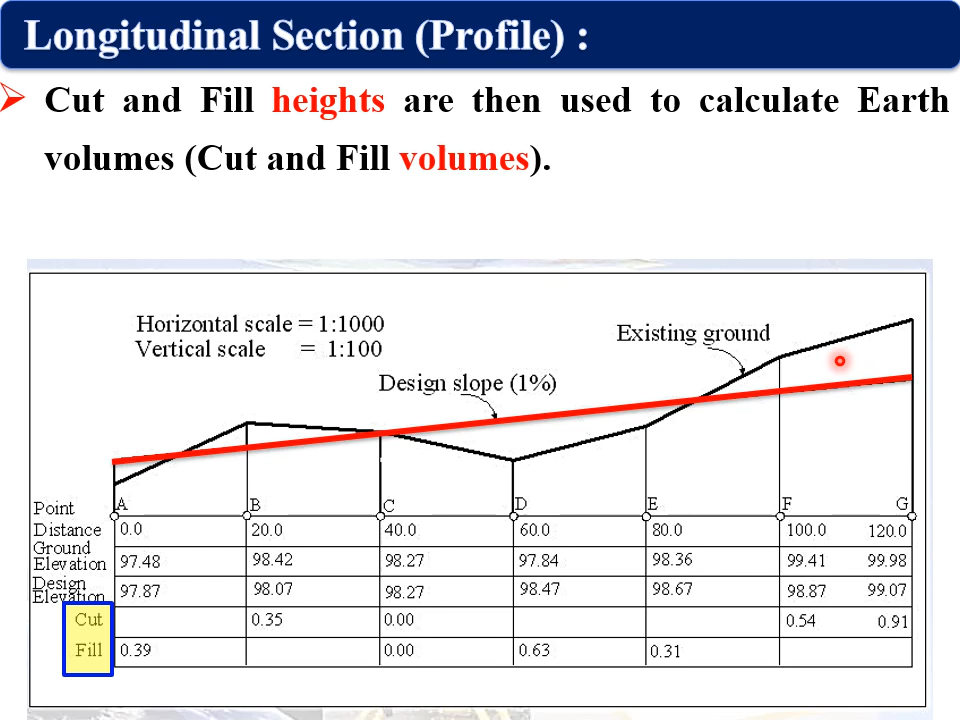 Longitudinal Section (Profile) :
Cut and Fill heights are then used to calculate Earth
volumes (Cut and Fill volumes).
Horizontal scale = 1:1000
Vertical scale = 1:100
Existing ground
Design slope (1%)
Point A B C D E F G
Distance 0.0 20.0 40.0 60.0 80.0 100.0 120.0
Ground
Elevation 97.48 98.42 98.27 97.84 98.36 99.41 99.98
Design
Elevation 97.87 98.07 98.27 98.47 98.67 98.87 99.07
Cut 0.35 0.00 0.54 0.91
Fill 0.39 0.00 0.63 0.31